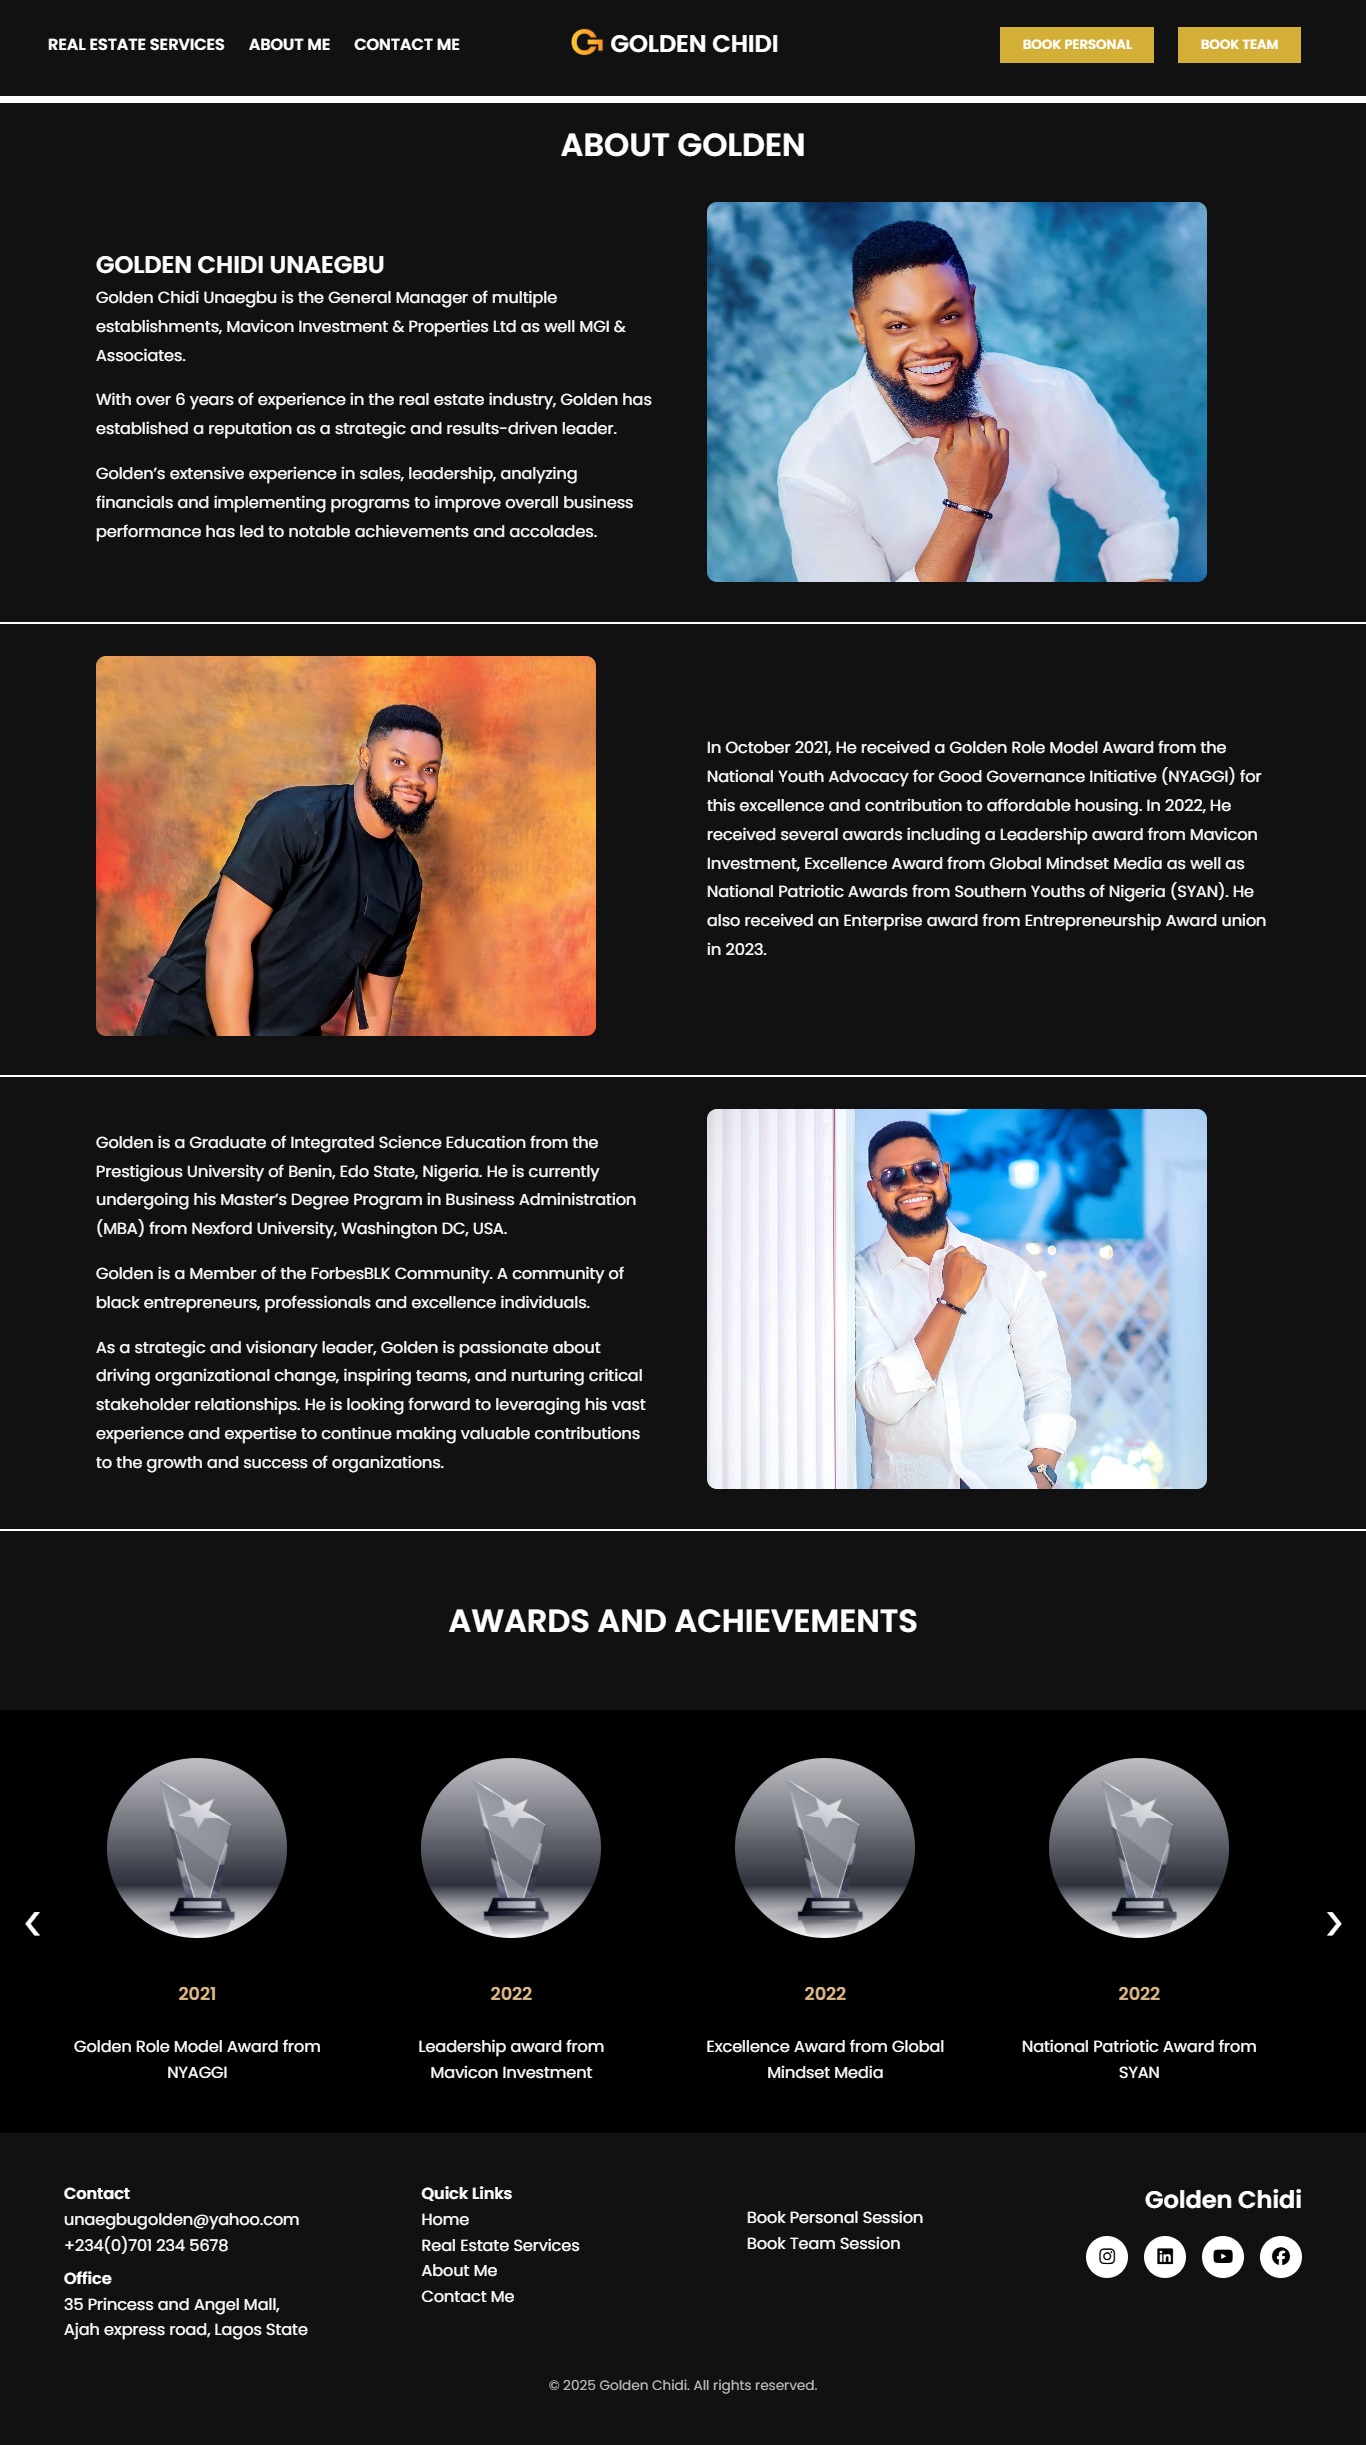 REAL ESTATE SERVICES ABOUT ME CONTACT ME GOLDEN CHIDI BOOK PERSONAL BOOK TEAM
ABOUT GOLDEN
GOLDEN CHIDI UNAEGBU
Golden Chidi Unaegbu is the General Manager of multiple
establishments, Mavicon Investment & Properties Ltd as well MGI &
Associates.
With over 6 years of experience in the real estate industry, Golden has
established a reputation as a strategic and results-driven leader.
Golden’s extensive experience in sales, leadership, analyzing
financials and implementing programs to improve overall business
performance has led to notable achievements and accolades.
In October 2021, He received a Golden Role Model Award from the
National Youth Advocacy for Good Governance Initiative (NYAGGI) for
this excellence and contribution to affordable housing. In 2022, He
received several awards including a Leadership award from Mavicon
Investment, Excellence Award from Global Mindset Media as well as
National Patriotic Awards from Southern Youths of Nigeria (SYAN). He
also received an Enterprise award from Entrepreneurship Award union
in 2023.
Golden is a Graduate of Integrated Science Education from the
Prestigious University of Benin, Edo State, Nigeria. He is currently
undergoing his Master’s Degree Program in Business Administration
(MBA) from Nexford University, Washington DC, USA.
Golden is a Member of the ForbesBLK Community. A community of
black entrepreneurs, professionals and excellence individuals.
As a strategic and visionary leader, Golden is passionate about
driving organizational change, inspiring teams, and nurturing critical
stakeholder relationships. He is looking forward to leveraging his vast
experience and expertise to continue making valuable contributions
to the growth and success of organizations.
AWARDS AND ACHIEVEMENTS
2021
Golden Role Model Award from
NYAGGI
2022
Leadership award from
Mavicon Investment
2022
Excellence Award from Global
Mindset Media
2022
National Patriotic Award from
SYAN
Contact
unaegbugolden@yahoo.com
+234(0)701 234 5678
Office
35 Princess and Angel Mall,
Ajah express road, Lagos State
Quick Links
Home
Real Estate Services
About Me
Contact Me
Book Personal Session
Book Team Session
Golden Chidi
© 2025 Golden Chidi. All rights reserved.